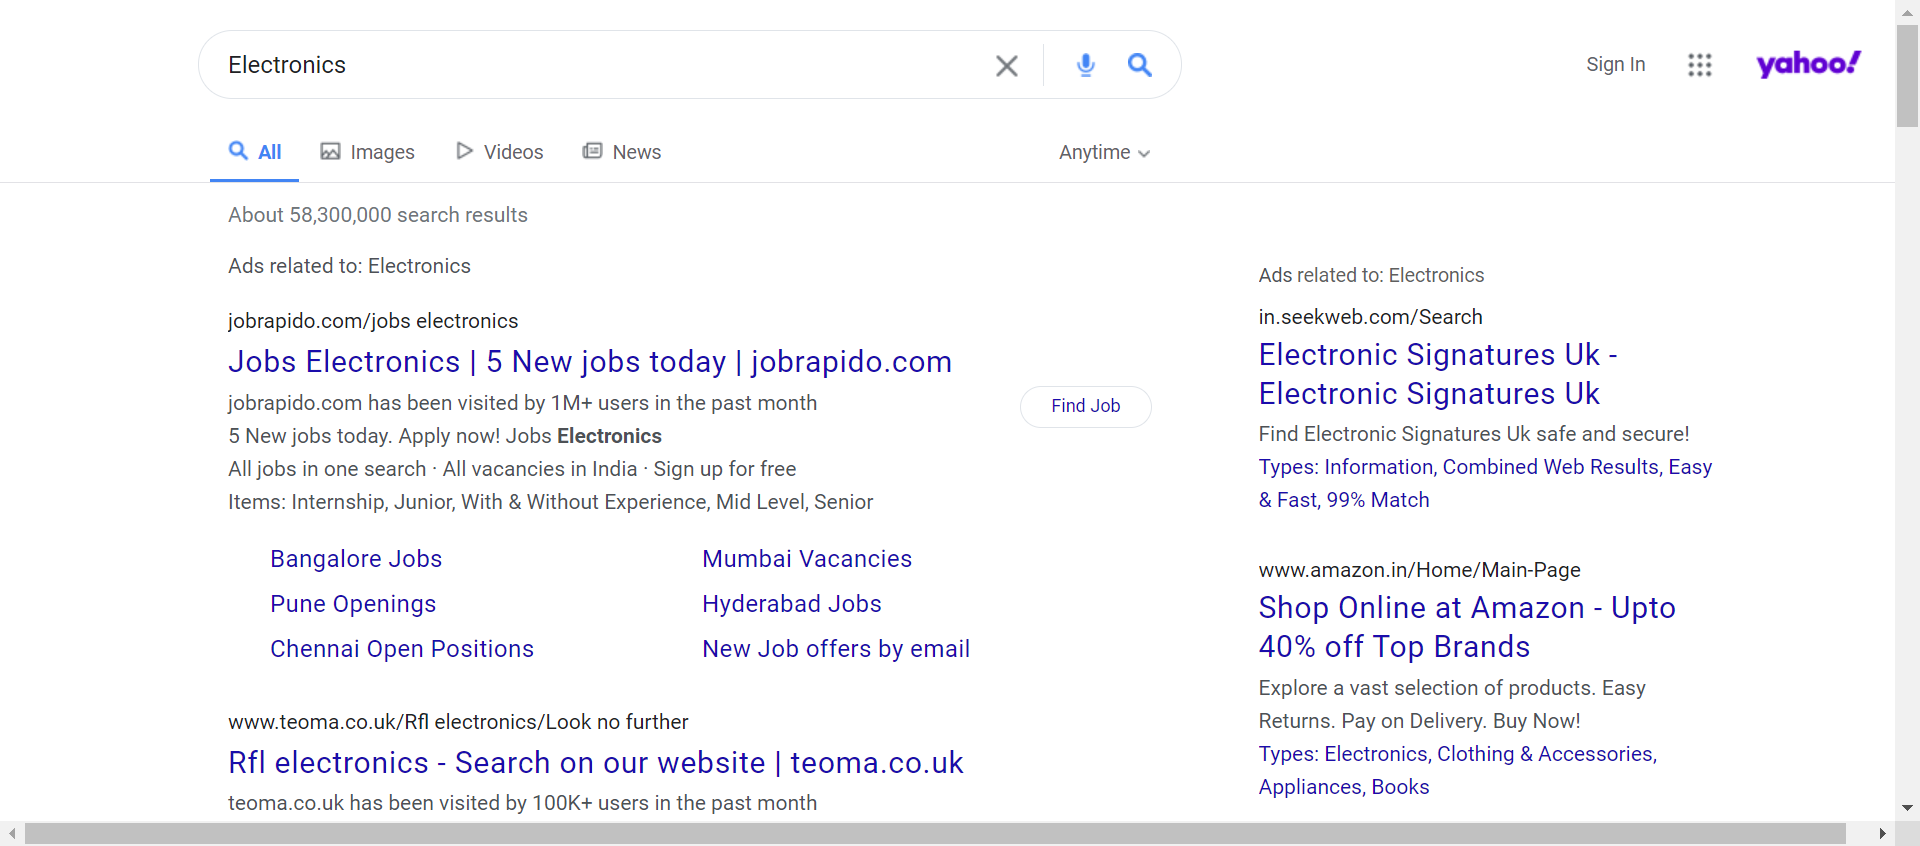 Electronics
Sign In
yahoo!
All
Images
Videos
News
Anytime
About 58,300,000 search results
Ads related to: Electronics
jobrapido.com/jobs electronics
Jobs Electronics | 5 New jobs today | jobrapido.com
jobrapido.com has been visited by 1M+ users in the past month
5 New jobs today. Apply now! Jobs Electronics
All jobs in one search · All vacancies in India · Sign up for free
Items: Internship, Junior, With & Without Experience, Mid Level, Senior
Find Job
Bangalore Jobs
Mumbai Vacancies
Pune Openings
Hyderabad Jobs
Chennai Open Positions
New Job offers by email
www.teoma.co.uk/Rfl electronics/Look no further
Rfl electronics - Search on our website | teoma.co.uk
teoma.co.uk has been visited by 100K+ users in the past month
Ads related to: Electronics
in.seekweb.com/Search
Electronic Signatures Uk -
Electronic Signatures Uk
Find Electronic Signatures Uk safe and secure!
Types: Information, Combined Web Results, Easy
& Fast, 99% Match
www.amazon.in/Home/Main-Page
Shop Online at Amazon - Upto
40% off Top Brands
Explore a vast selection of products. Easy
Returns. Pay on Delivery. Buy Now!
Types: Electronics, Clothing & Accessories,
Appliances, Books